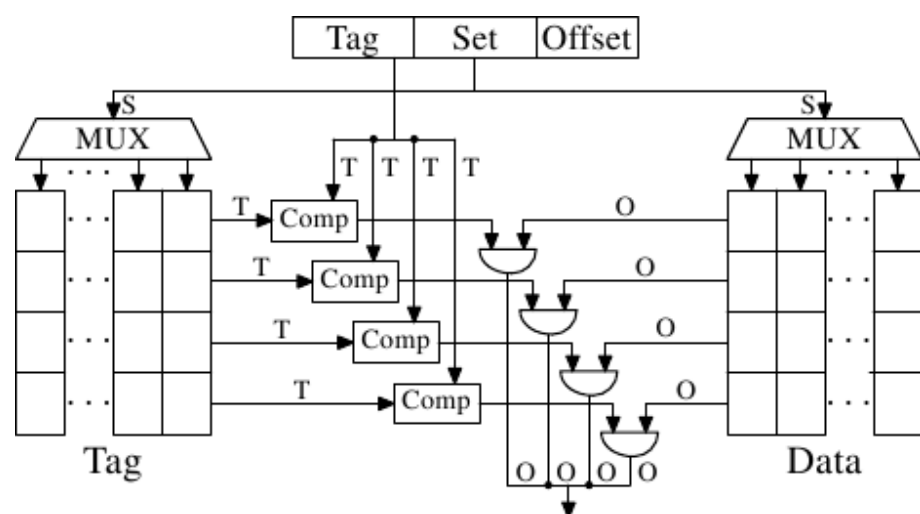 Tag Set Offset
S S
MUX MUX
. . . . . .
T T T T
T Comp O
. . . . . .
T Comp O
. . . . . .
T Comp O
. . . . . .
T Comp O
. . . . . .
Tag Data
O O O O